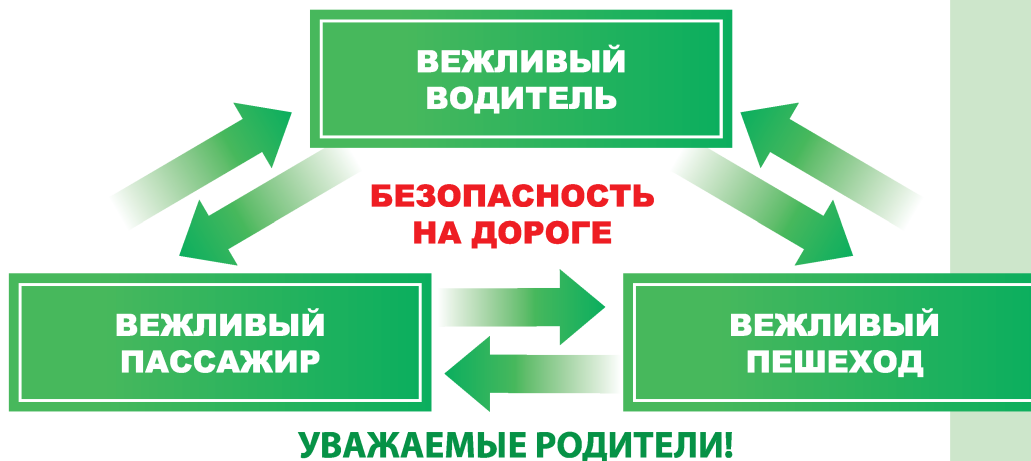 ВЕЖЛИВЫЙ
ВОДИТЕЛЬ
БЕЗОПАСНОСТЬ
НА ДОРОГЕ
ВЕЖЛИВЫЙ
ПАССАЖИР
ВЕЖЛИВЫЙ
ПЕШЕХОД
УВАЖАЕМЫЕ РОДИТЕЛИ!